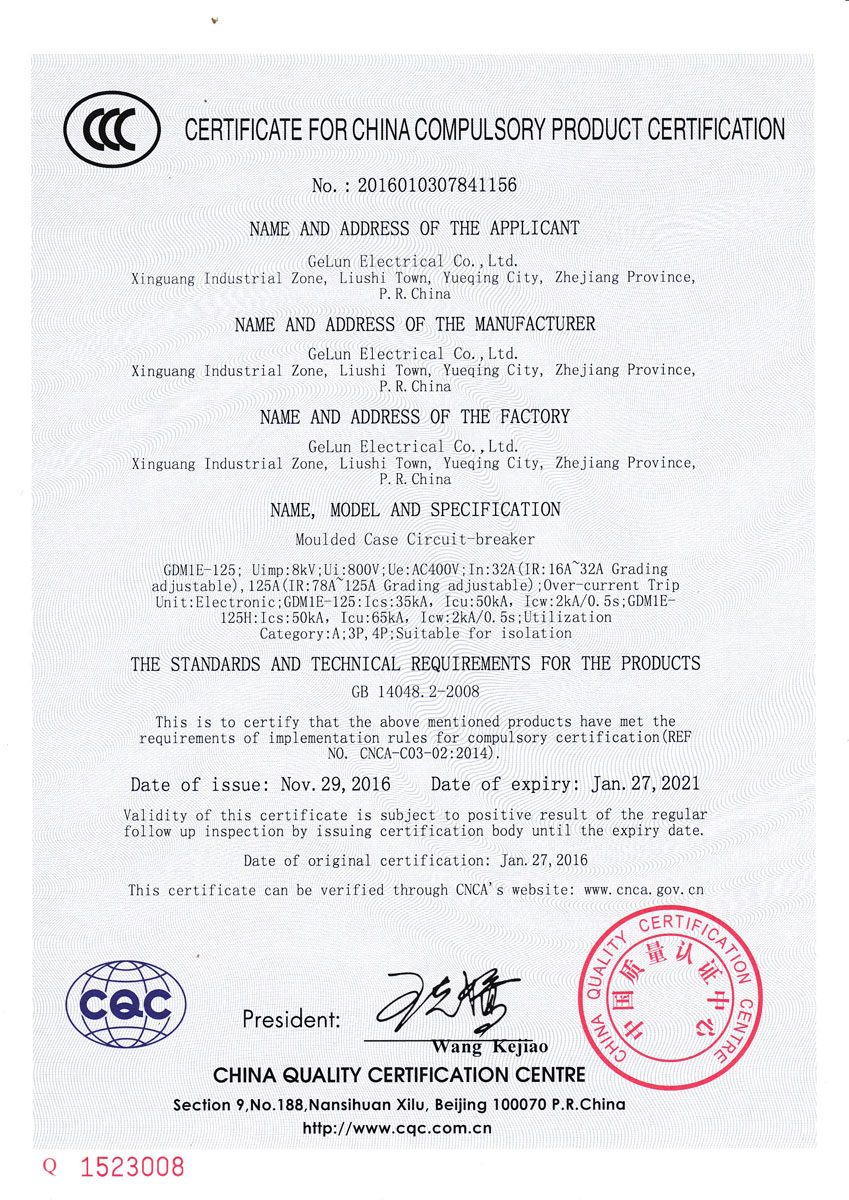 CCC
CERTIFICATE FOR CHINA COMPULSORY PRODUCT CERTIFICATION
No.: 2016010307841156
NAME AND ADDRESS OF THE APPLICANT
GeLun Electrical Co.,Ltd.
Xinguang Industrial Zone, Liushi Town, Yueqing City, Zhejiang Province,
P.R.China
NAME AND ADDRESS OF THE MANUFACTURER
GeLun Electrical Co.,Ltd.
Xinguang Industrial Zone, Liushi Town, Yueqing City, Zhejiang Province,
P.R.China
NAME AND ADDRESS OF THE FACTORY
GeLun Electrical Co.,Ltd.
Xinguang Industrial Zone, Liushi Town, Yueqing City, Zhejiang Province,
P.R.China
NAME, MODEL AND SPECIFICATION
Moulded Case Circuit-breaker
GDM1E-125; Uimp:8kV;Ui:800V;Ue:AC400V;In:32A(IR:16A~32A Grading
adjustable),125A(IR:78A~125A Grading adjustable);Over-current Trip
Unit:Electronic;GDM1E-125:Ics:35kA, Icu:50kA, Icw:2kA/0.5s;GDM1E-
125H:Ics:50kA, Icu:65kA, Icw:2kA/0.5s;Utilization
Category:A;3P,4P;Suitable for isolation
THE STANDARDS AND TECHNICAL REQUIREMENTS FOR THE PRODUCTS
GB 14048.2-2008
This is to certify that the above mentioned products have met the
requirements of implementation rules for compulsory certification(REF
NO. CNCA-C03-02:2014).
Date of issue: Nov.29,2016 Date of expiry: Jan.27,2021
Validity of this certificate is subject to positive result of the regular
follow up inspection by issuing certification body until the expiry date.
Date of original certification: Jan.27,2016
This certificate can be verified through CNCA's website: www.cnca.gov.cn
CHINA QUALITY CERTIFICATION CENTRE
中国质量认证中心
CQC
President:
Wang Kejiao
CHINA QUALITY CERTIFICATION CENTRE
Section 9,No.188,Nansihuan Xilu, Beijing 100070 P.R.China
http://www.cqc.com.cn
Q 1523008